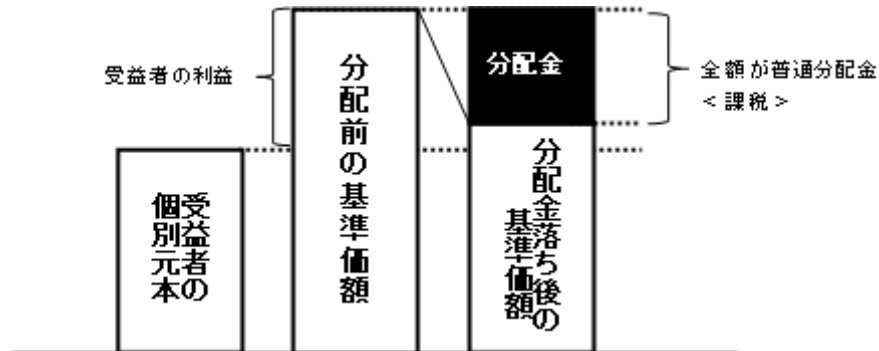 受益者の利益
受益者の
個別元本
分配前の基準価額
分配金
分配金落ち後の
基準価額
全額が普通分配金
<課税>